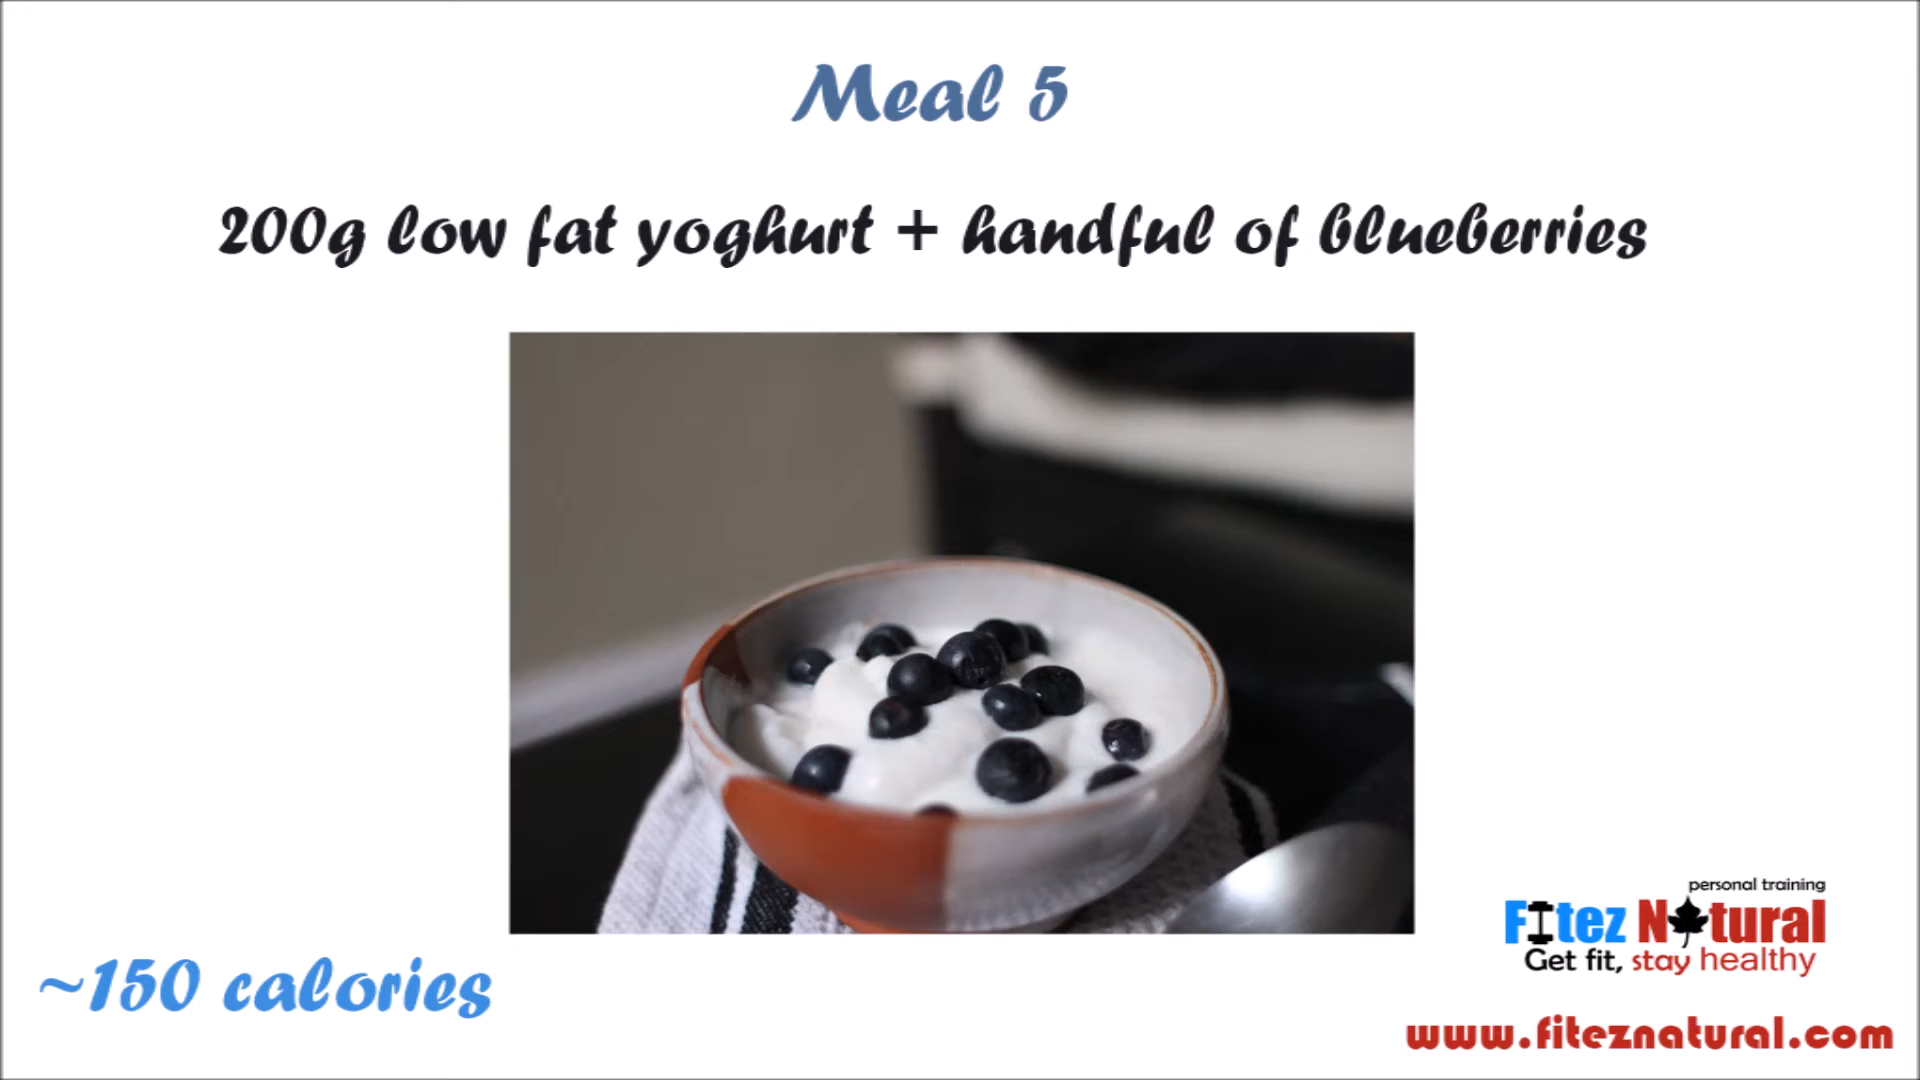 Meal 5
200g low fat yoghurt + handful of blueberries
~150 calories
personal training
Fitez Natural
Get fit, stay healthy
www.fiteznatural.com